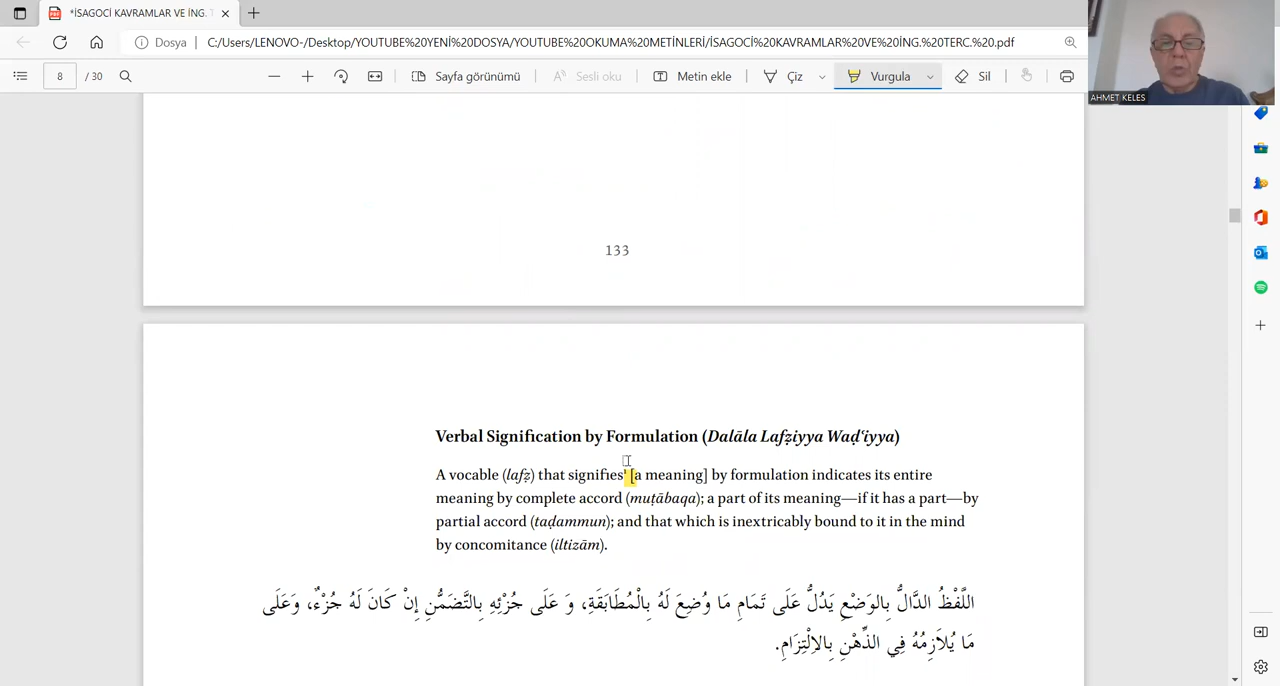 *İSAGOCİ KAVRAMLAR VE İNG. T
Dosya
C:/Users/LENOVO-/Desktop/YOUTUBE%20YENİ%20DOSYA/YOUTUBE%20OKUMA%20METİNLERİ/İSAGOCİ%20KAVRAMLAR%20VE%20İNG.%20TERC.%20.pdf
8 / 30
Sayfa görünümü
Sesli oku
Metin ekle
Çiz
Vurgula
Sil
AHMET KELES
133
Verbal Signification by Formulation (Dalāla Lafẓiyya Waḍʿiyya)
A vocable (lafẓ) that signifies [a meaning] by formulation indicates its entire
meaning by complete accord (muṭābaqa); a part of its meaning—if it has a part—by
partial accord (taḍammun); and that which is inextricably bound to it in the mind
by concomitance (iltizām).
اللَّفْظُ الدَّالُّ بِالوَضْعِ يَدُلُّ عَلَى تَمَامِ مَا وُضِعَ لَهُ بِالْمُطَابَقَةِ، وَ عَلَى جُزْئِهِ بِالتَّضَمُّنِ إِنْ كَانَ لَهُ جُزْءٌ، وَعَلَى
مَا يُلاَزِمُهُ فِي الذِّهْنِ بِالاِلْتِزَامِ.